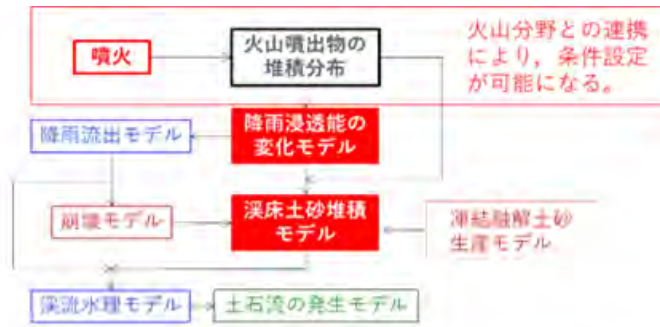 噴火
火山噴出物の
堆積分布
火山分野との連携
により，条件設定
が可能になる。
降雨流出モデル
降雨浸透能の
変化モデル
崩壊モデル
渓床土砂堆積
モデル
凍結融解土砂
生産モデル
渓流水理モデル
土石流の発生モデル